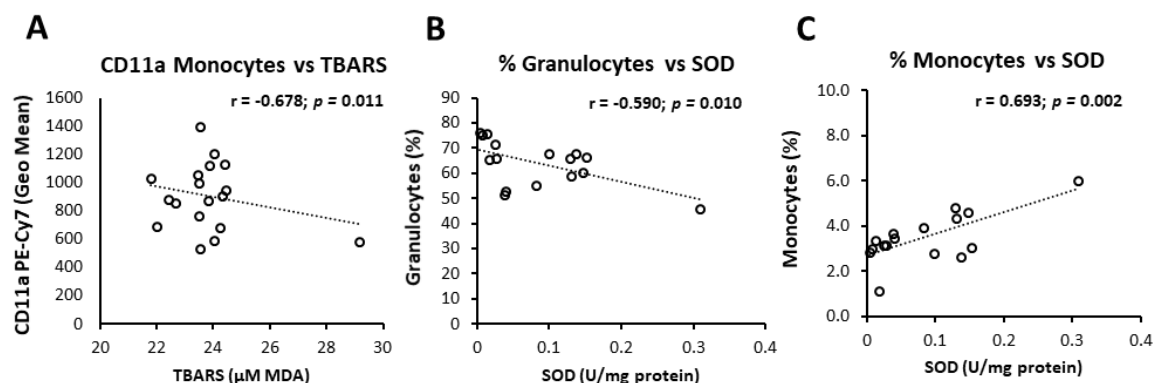 A
CD11a Monocytes vs TBARS
r = -0.678; p = 0.011
CD11a PE-Cy7 (Geo Mean)
1600
1400
1200
1000
800
600
400
200
0
20
22
24
26
28
30
TBARS (µM MDA)
B
% Granulocytes vs SOD
r = -0.590; p = 0.010
Granulocytes (%)
90
80
70
60
50
40
30
20
10
0
0
0.1
0.2
0.3
0.4
SOD (U/mg protein)
C
% Monocytes vs SOD
r = 0.693; p = 0.002
Monocytes (%)
10.0
8.0
6.0
4.0
2.0
0.0
0
0.1
0.2
0.3
0.4
SOD (U/mg protein)